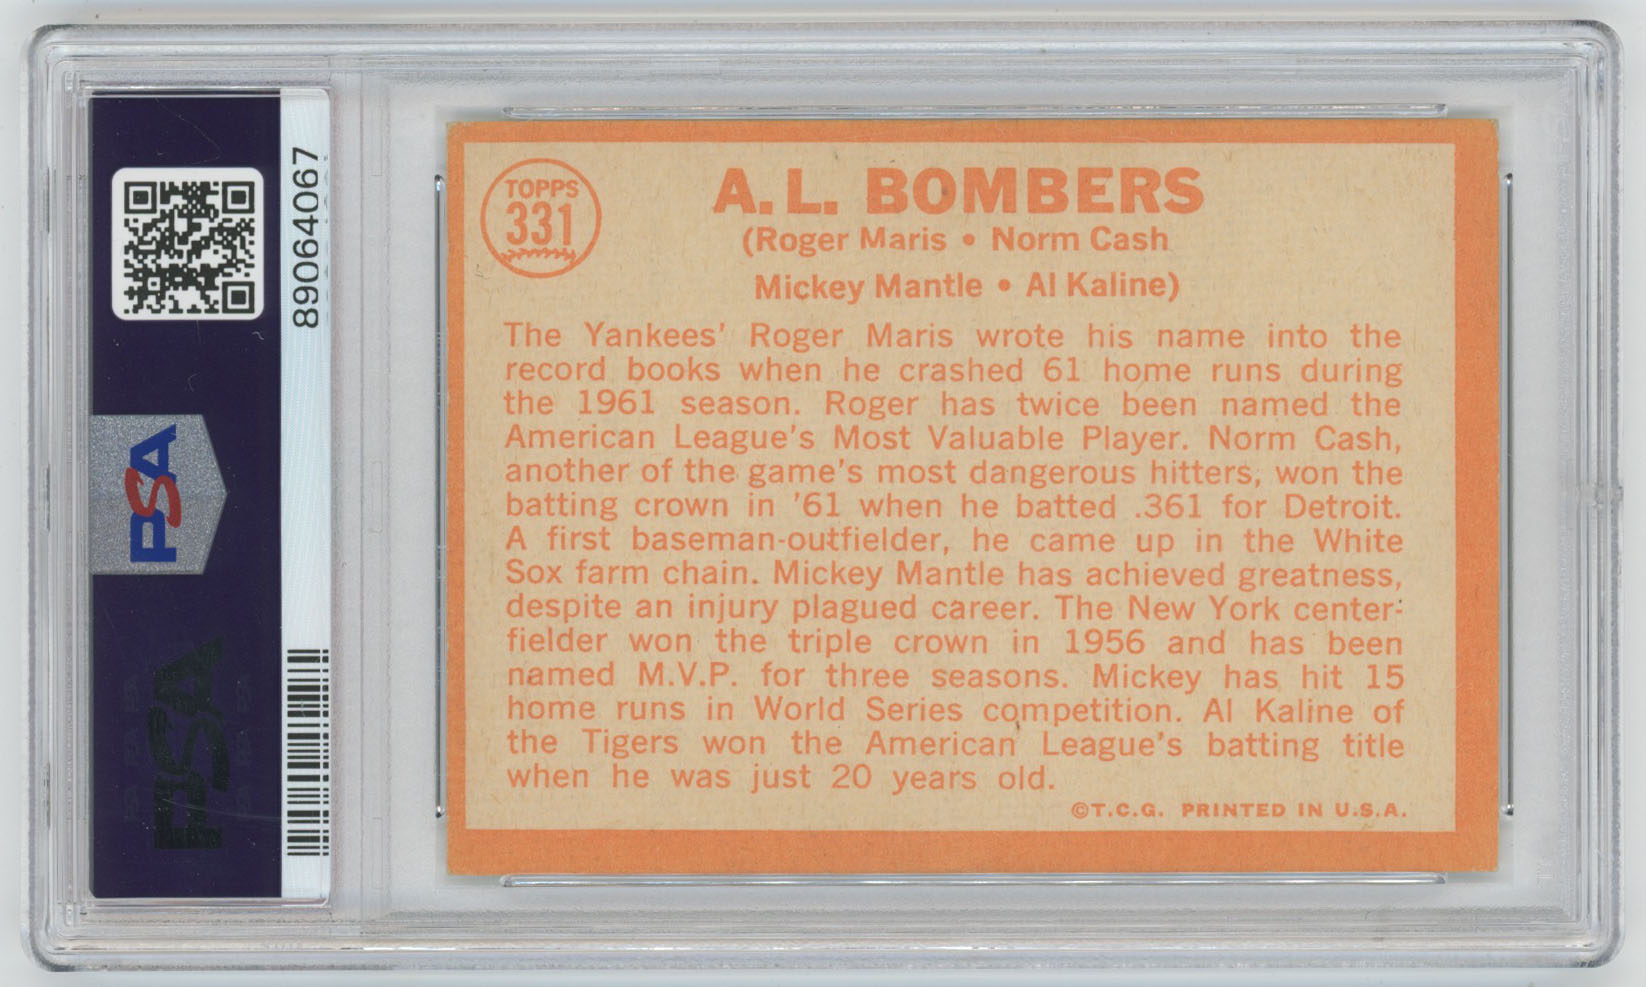 TOPPS
331
A. L. BOMBERS
(Roger Maris • Norm Cash
Mickey Mantle • Al Kaline)
The Yankees' Roger Maris wrote his name into the
record books when he crashed 61 home runs during
the 1961 season. Roger has twice been named the
American League's Most Valuable Player. Norm Cash,
another of the game's most dangerous hitters, won the
batting crown in '61 when he batted .361 for Detroit.
A first baseman-outfielder, he came up in the White
Sox farm chain. Mickey Mantle has achieved greatness,
despite an injury plagued career. The New York center-
fielder won the triple crown in 1956 and has been
named M.V.P. for three seasons. Mickey has hit 15
home runs in World Series competition. Al Kaline of
the Tigers won the American League's batting title
when he was just 20 years old.
©T.C.G. PRINTED IN U.S.A.
89064067
PSA
PSA